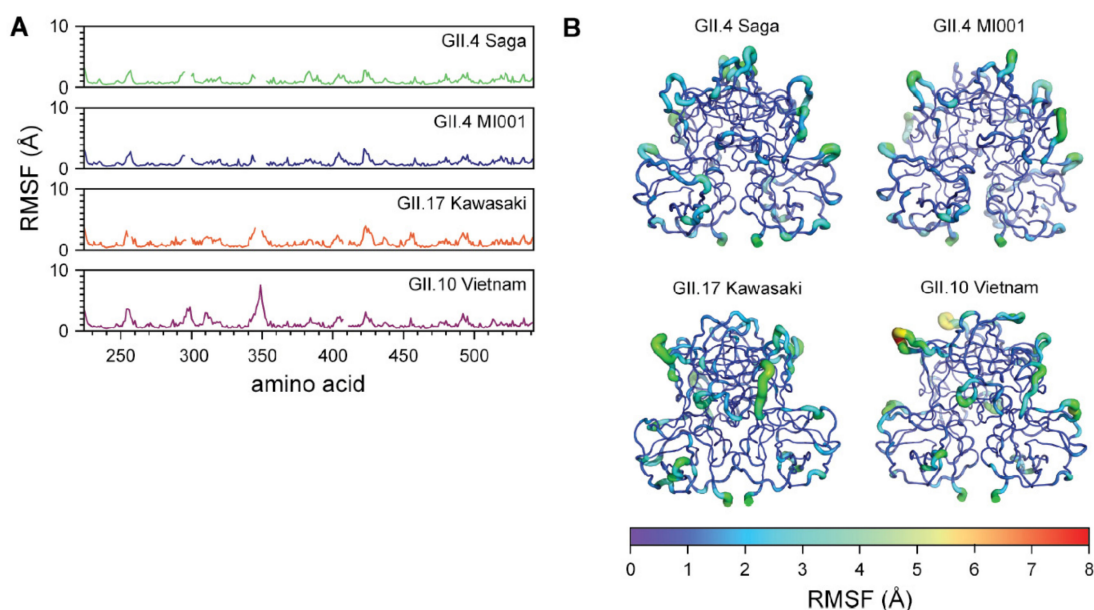 A
10
0
GII.4 Saga
10
0
GII.4 MI001
10
0
GII.17 Kawasaki
10
0
GII.10 Vietnam
RMSF (Å)
250 300 350 400 450 500
amino acid
B
GII.4 Saga GII.4 MI001
GII.17 Kawasaki GII.10 Vietnam
0 1 2 3 4 5 6 7 8
RMSF (Å)